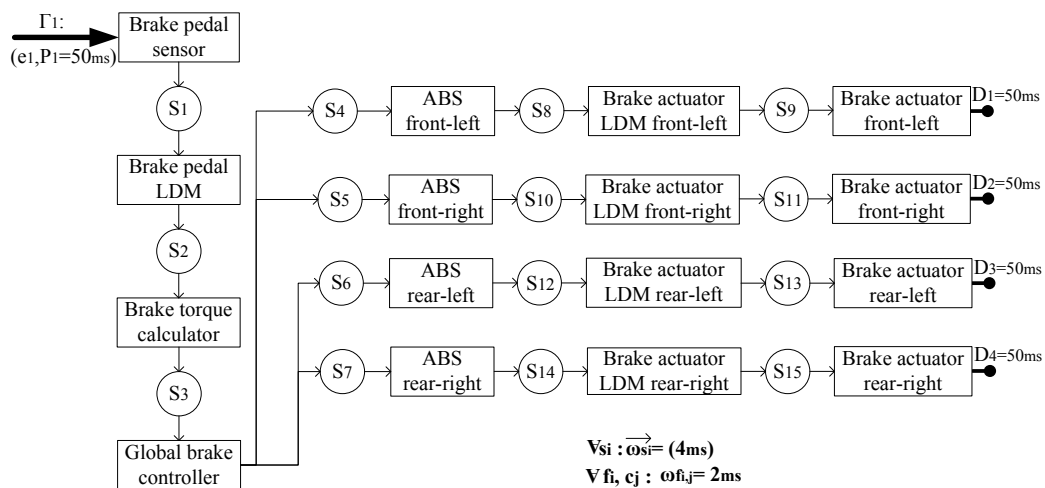 Γ1:
(e1,P1=50ms)
Brake pedal
sensor
S1
Brake pedal
LDM
S2
Brake torque
calculator
S3
Global brake
controller
S4
ABS
front-left
S8
Brake actuator
LDM front-left
S9
Brake actuator
front-left
D1=50ms
S5
ABS
front-right
S10
Brake actuator
LDM front-right
S11
Brake actuator
front-right
D2=50ms
S6
ABS
rear-left
S12
Brake actuator
LDM rear-left
S13
Brake actuator
rear-left
D3=50ms
S7
ABS
rear-right
S14
Brake actuator
LDM rear-right
S15
Brake actuator
rear-right
D4=50ms
∀si : ωsi= (4ms)
∀ fi, cj : ωfi,j= 2ms